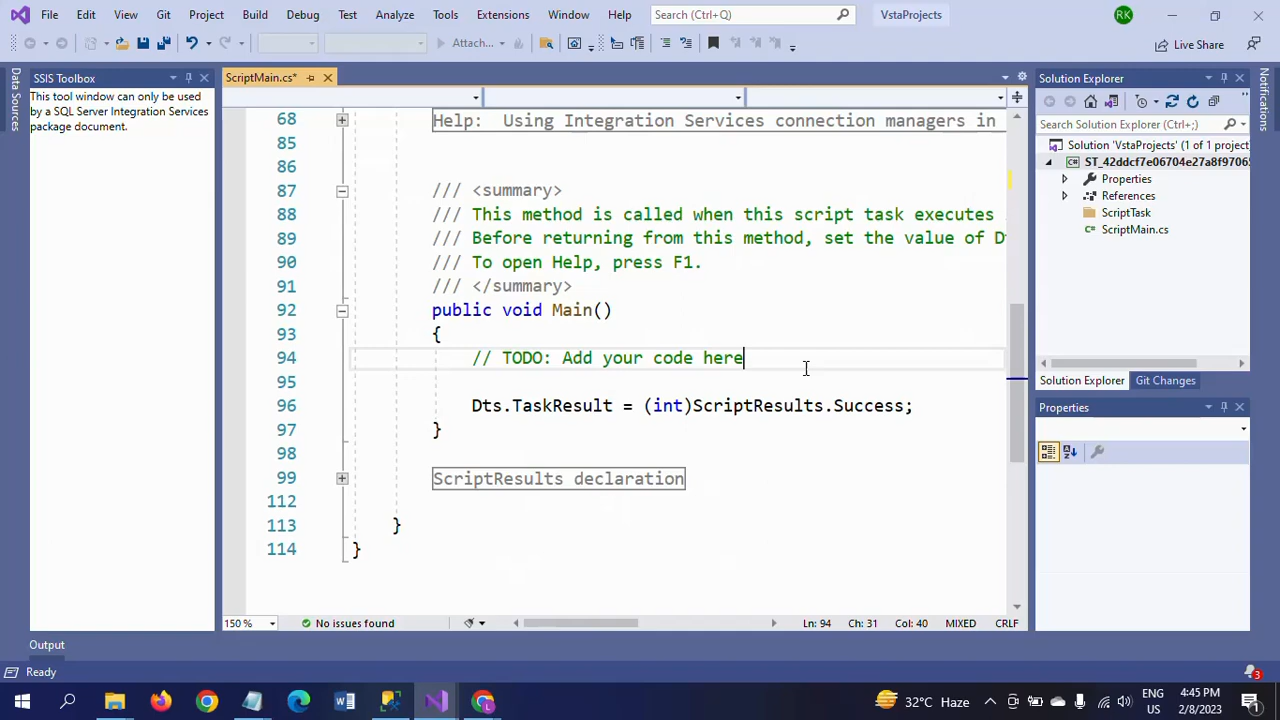 File Edit View Git Project Build Debug Test Analyze Tools Extensions Window Help Search (Ctrl+Q) VstaProjects RK
Attach... Live Share
Data Sources
SSIS Toolbox
This tool window can only be used
by a SQL Server Integration Services
package document.
ScriptMain.cs*
68 Help: Using Integration Services connection managers in
85
86
87 /// <summary>
88 /// This method is called when this script task executes
89 /// Before returning from this method, set the value of
90 /// To open Help, press F1.
91 /// </summary>
92 public void Main()
93 {
94 // TODO: Add your code here
95
96 Dts.TaskResult = (int)ScriptResults.Success;
97 }
98
99 ScriptResults declaration
112
113 }
114 }
150 % No issues found Ln: 94 Ch: 31 Col: 40 MIXED CRLF
Solution Explorer
Search Solution Explorer (Ctrl+;)
Solution 'VstaProjects' (1 of 1 project
ST_42ddcf7e06704e27a8f97065
Properties
References
ScriptTask
ScriptMain.cs
Solution Explorer Git Changes
Properties
Notifications
Output
Ready 3
32°C Haze ENG US 4:45 PM 2/8/2023 1